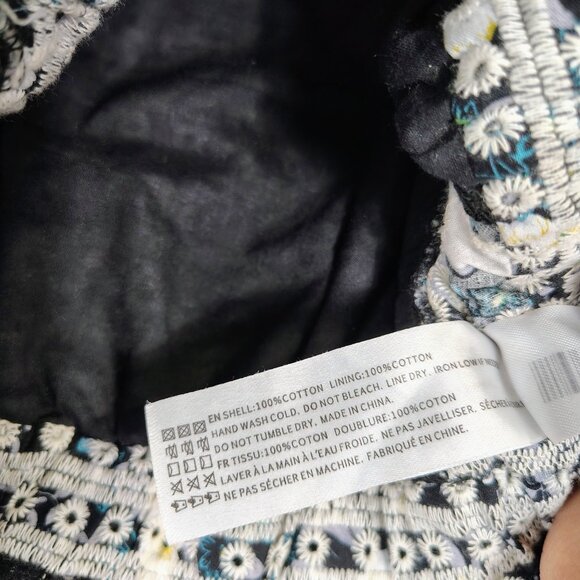 EN SHELL:100%COTTON LINING:100%COTTON
HAND WASH COLD. DO NOT BLEACH. LINE DRY. IRON LOW IF
DO NOT TUMBLE DRY. MADE IN CHINA.
FR TISSU:100%COTON DOUBLURE:100%COTON
LAVER À LA MAIN À L'EAU FROIDE. NE PAS JAVELLISER. SÉCHER
NE PAS SÉCHER EN MACHINE. FABRIQUÉ EN CHINE.